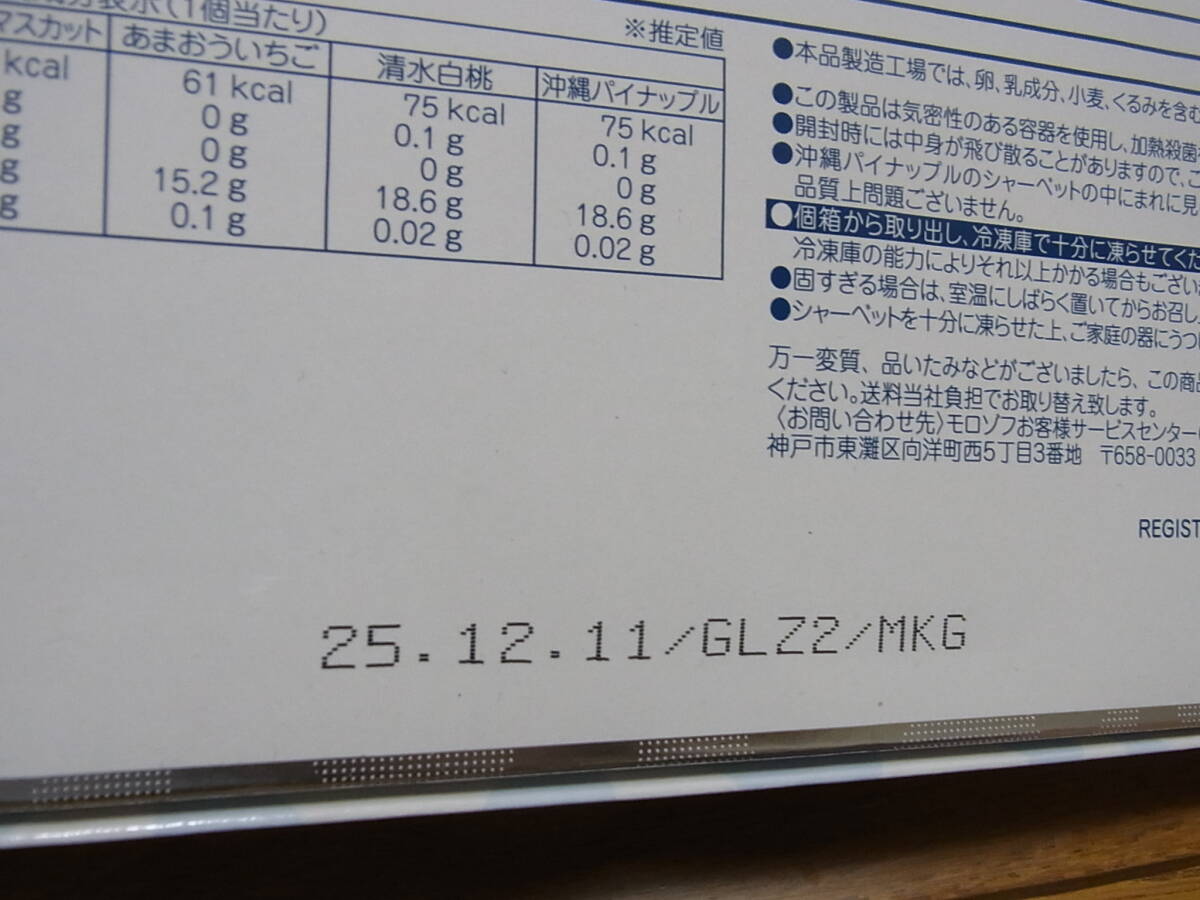 成分表示(1個当たり)
※推定値
マスカット あまおういちご 清水白桃 沖縄パイナップル
kcal 61 kcal 75 kcal 75 kcal
g 0 g 0.1 g 0.1 g
g 0 g 0 g 0 g
g 15.2 g 18.6 g 18.6 g
g 0.1 g 0.02 g 0.02 g
●本品製造工場では、卵、乳成分、小麦、くるみを含む
●この製品は気密性のある容器を使用し、加熱殺菌
●開封時には中身が飛び散ることがありますので、ご
●沖縄パイナップルのシャーベットの中にまれに見
品質上問題ございません。
●個箱から取り出し、冷凍庫で十分に凍らせてくだ
冷凍庫の能力によりそれ以上かかる場合もござい
●固すぎる場合は、室温にしばらく置いてからお召し
●シャーベットを十分に凍らせた上、ご家庭の器にうつ
万一変質、品いたみなどがございましたら、この商品
ください。送料当社負担でお取り替え致します。
〈お問い合わせ先〉モロゾフお客様サービスセンター
神戸市東灘区向洋町西5丁目3番地 〒658-0033
REGIST
25.12.11/GLZ2/MKG